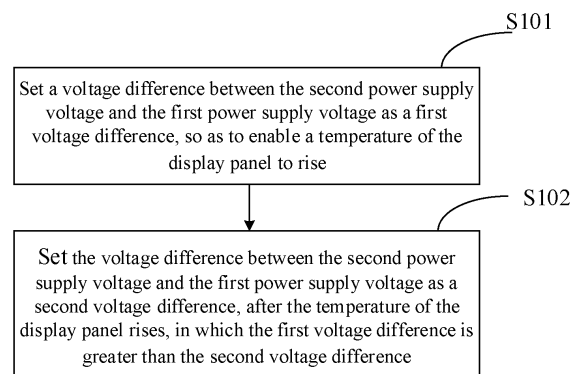 S101
Set a voltage difference between the second power supply
voltage and the first power supply voltage as a first
voltage difference, so as to enable a temperature of the
display panel to rise
S102
Set the voltage difference between the second power
supply voltage and the first power supply voltage as a
second voltage difference, after the temperature of the
display panel rises, in which the first voltage difference is
greater than the second voltage difference